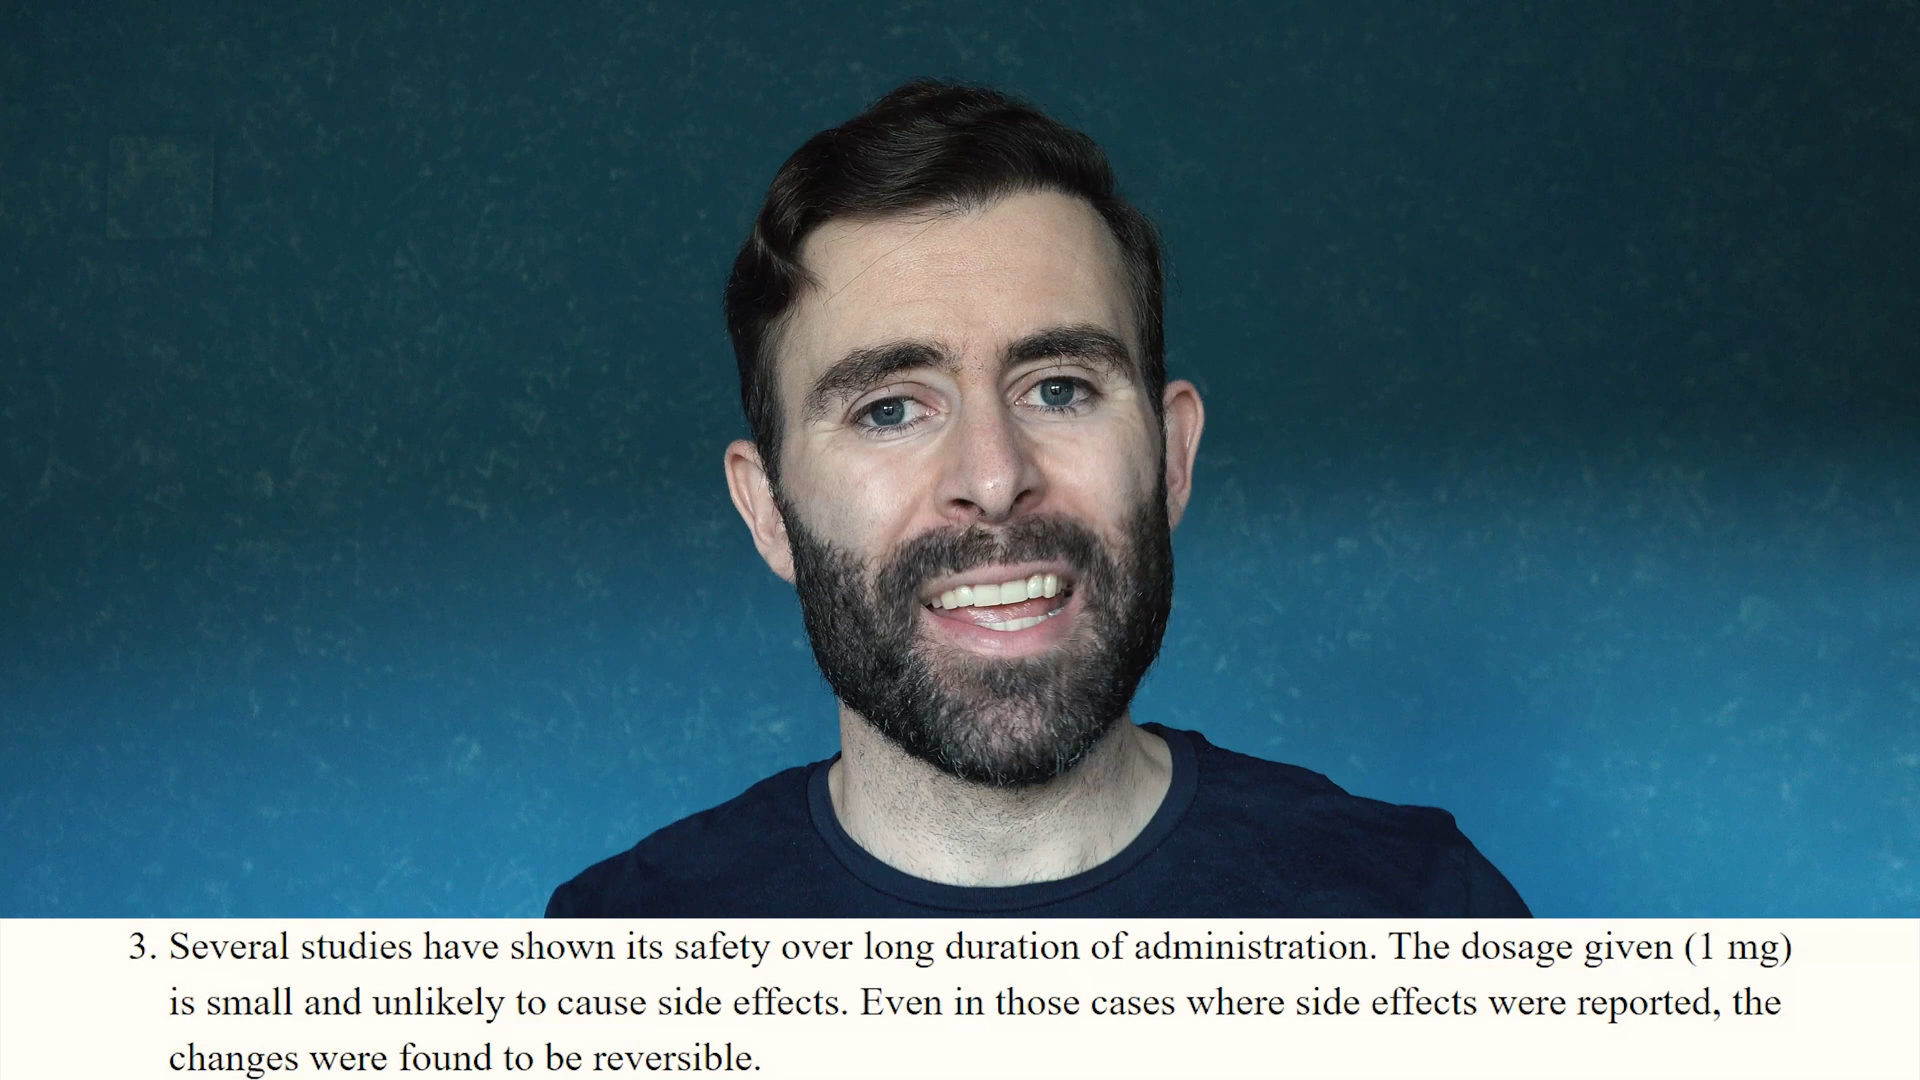 3. Several studies have shown its safety over long duration of administration. The dosage given (1 mg)
is small and unlikely to cause side effects. Even in those cases where side effects were reported, the
changes were found to be reversible.